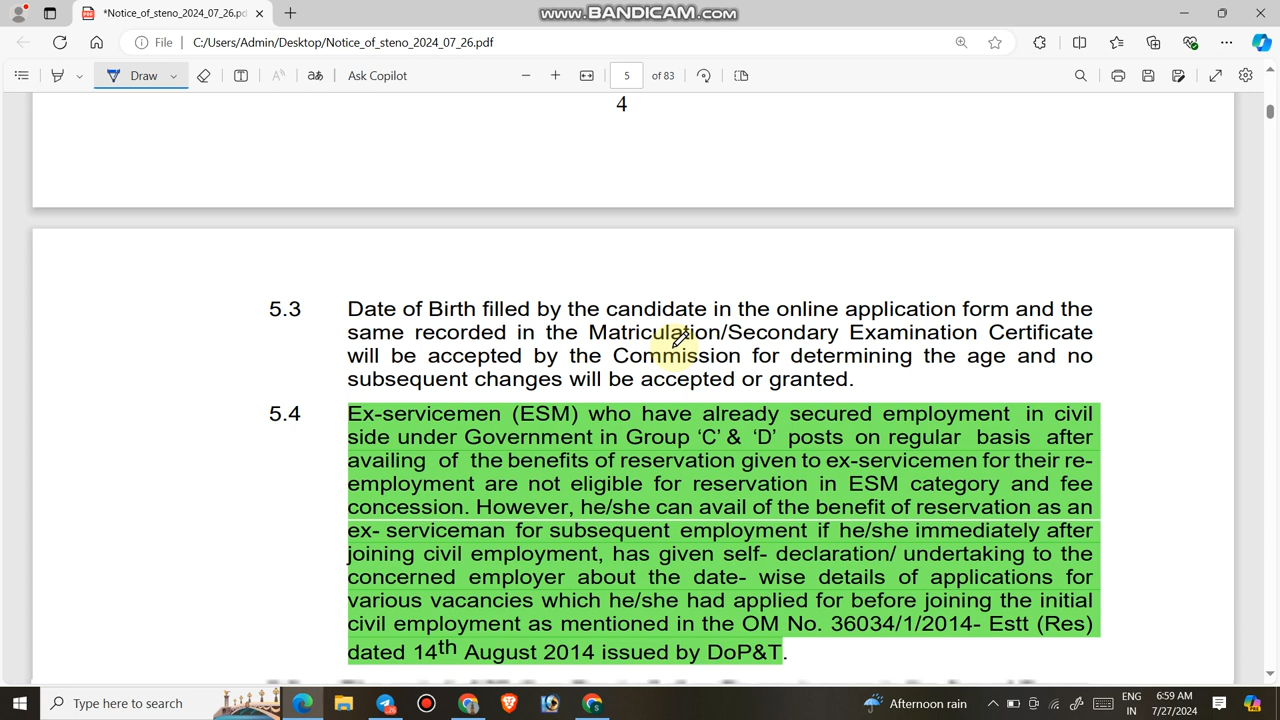 *Notice_of_steno_2024_07_26.pd
www.BANDICAM.com
File C:/Users/Admin/Desktop/Notice_of_steno_2024_07_26.pdf
Draw Ask Copilot 5 of 83
4
5.3 Date of Birth filled by the candidate in the online application form and the
same recorded in the Matriculation/Secondary Examination Certificate
will be accepted by the Commission for determining the age and no
subsequent changes will be accepted or granted.
5.4 Ex-servicemen (ESM) who have already secured employment in civil
side under Government in Group ‘C’ & ‘D’ posts on regular basis after
availing of the benefits of reservation given to ex-servicemen for their re-
employment are not eligible for reservation in ESM category and fee
concession. However, he/she can avail of the benefit of reservation as an
ex- serviceman for subsequent employment if he/she immediately after
joining civil employment, has given self- declaration/ undertaking to the
concerned employer about the date- wise details of applications for
various vacancies which he/she had applied for before joining the initial
civil employment as mentioned in the OM No. 36034/1/2014- Estt (Res)
dated 14th August 2014 issued by DoP&T.
Type here to search Afternoon rain ENG 6:59 AM
IN 7/27/2024